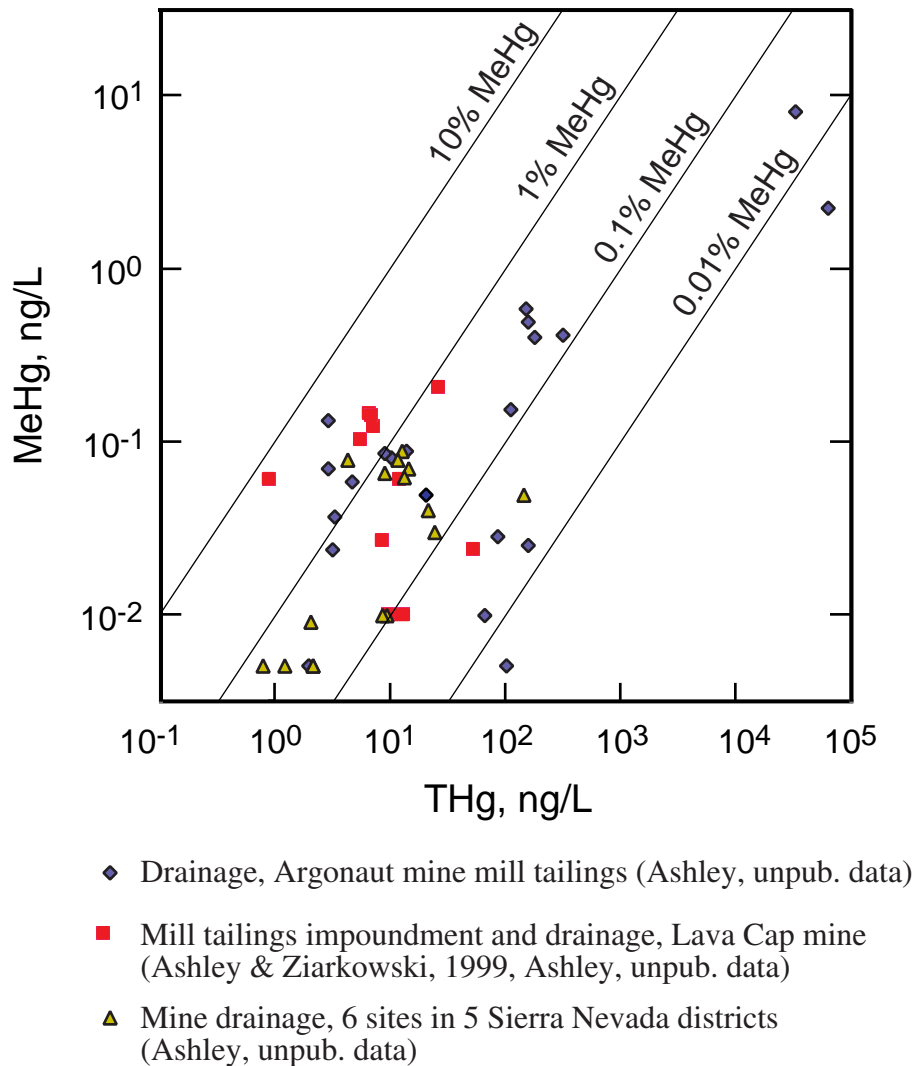 10% MeHg
1% MeHg
0.1% MeHg
0.01% MeHg
MeHg, ng/L
10¹
10⁰
10⁻¹
10⁻²
10⁻¹ 10⁰ 10¹ 10² 10³ 10⁴ 10⁵
THg, ng/L
Drainage, Argonaut mine mill tailings (Ashley, unpub. data)
Mill tailings impoundment and drainage, Lava Cap mine
(Ashley & Ziarkowski, 1999, Ashley, unpub. data)
Mine drainage, 6 sites in 5 Sierra Nevada districts
(Ashley, unpub. data)